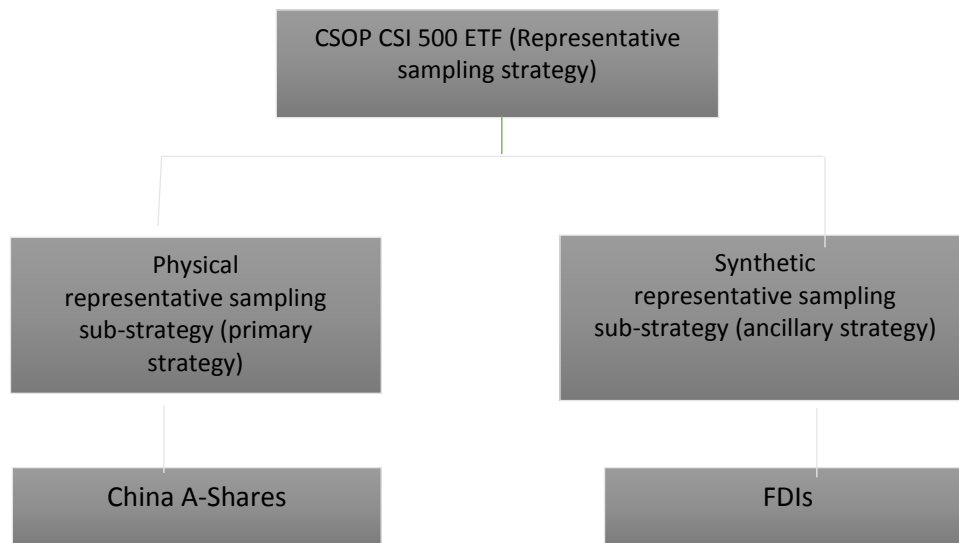 CSOP CSI 500 ETF (Representative
sampling strategy)
Physical
representative sampling
sub-strategy (primary
strategy)
Synthetic
representative sampling
sub-strategy (ancillary strategy)
China A-Shares
FDIs